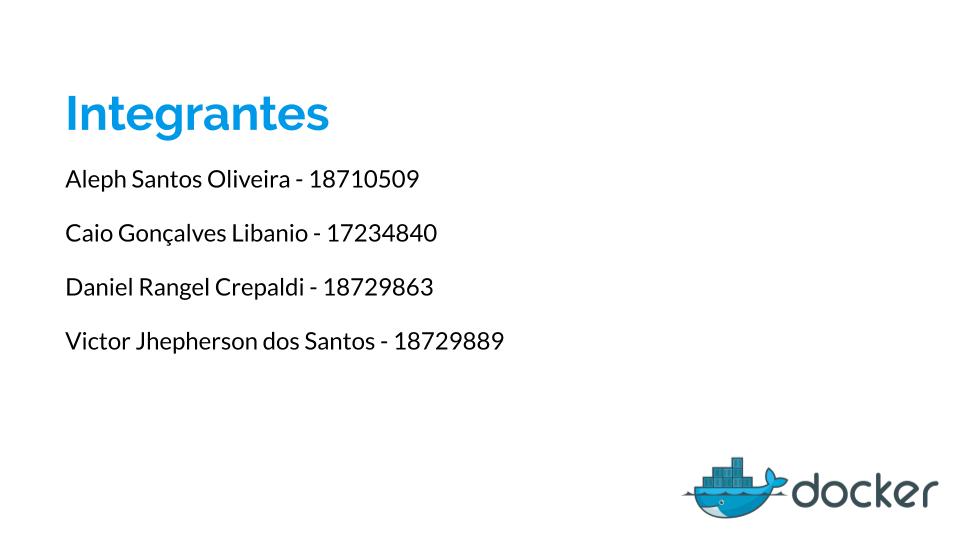 Integrantes
Aleph Santos Oliveira - 18710509
Caio Gonçalves Libanio - 17234840
Daniel Rangel Crepaldi - 18729863
Victor Jhepherson dos Santos - 18729889
docker